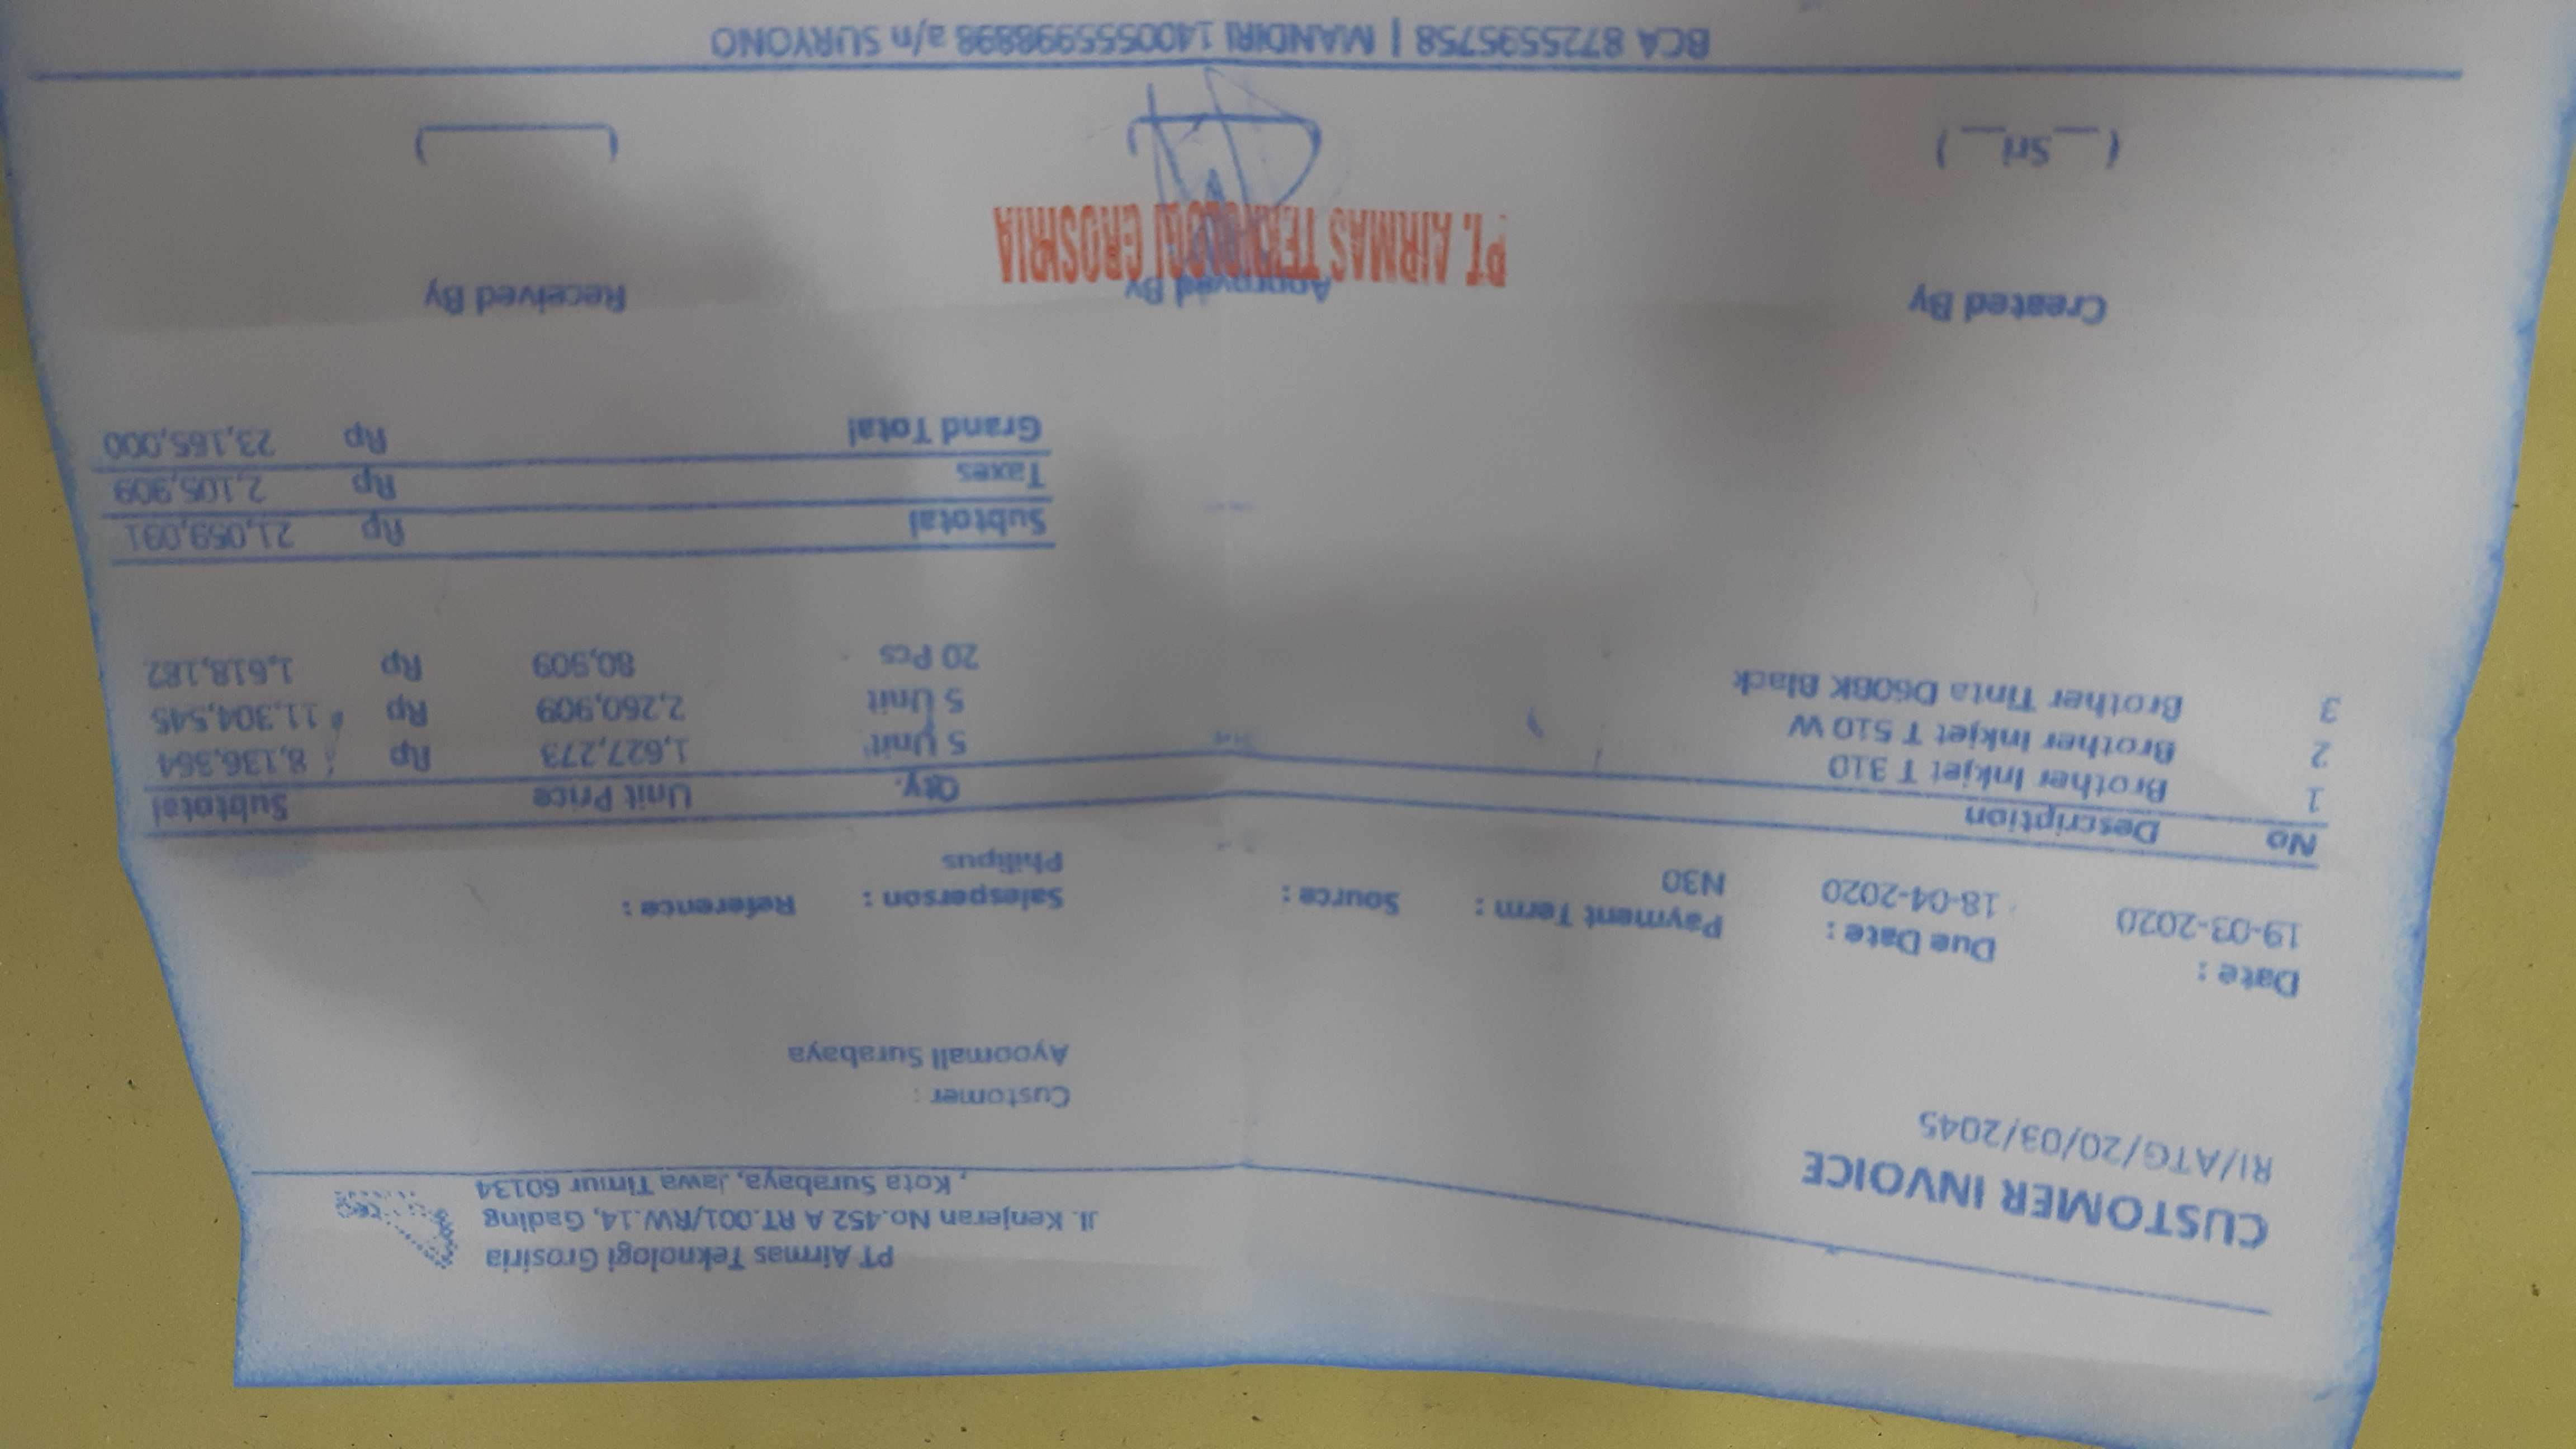 PT Airmas Teknologi Grosiria
Jl. Kenjeran No.452 A RT.001/RW.14, Gading
, Kota Surabaya, Jawa Timur 60134
CUSTOMER INVOICE
RI/ATG/20/03/2045
Customer :
Ayoomall Surabaya
Date : Due Date : Payment Term : Source : Salesperson : Reference :
19-03-2020 18-04-2020 N30 Philipus
No Description Qty. Unit Price Subtotal
1 Brother Inkjet T 310 5 Unit 1,627,273 Rp 8,136,364
2 Brother Inkjet T 510 W 5 Unit 2,260,909 Rp 11,304,545
3 Brother Tinta D60BK Black 20 Pcs 80,909 Rp 1,618,182
Subtotal Rp 21,059,091
Taxes Rp 2,105,909
Grand Total Rp 23,165,000
Created By Approved By Received By
PT. AIRMAS TEKNOLOGI GROSIRIA
(__Sri__)
BCA 8725595758 | MANDIRI 1400555998898 a/n SURYONO